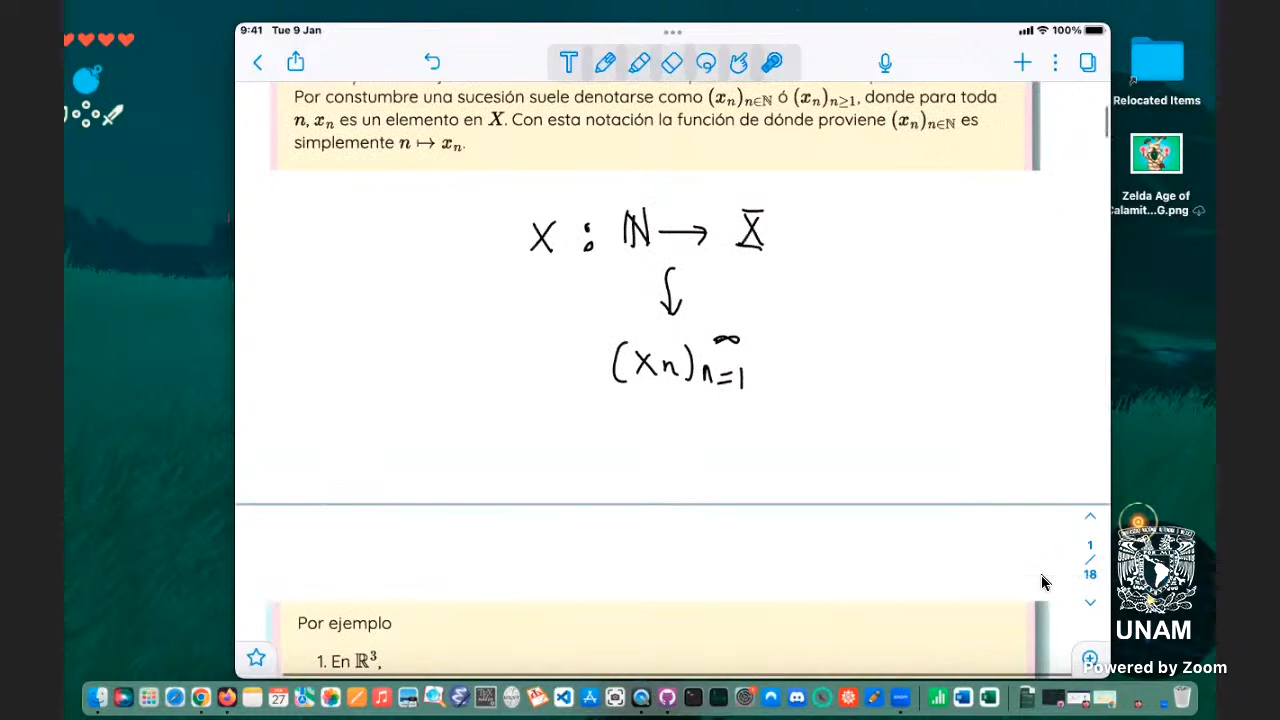 9:41 Tue 9 Jan
100%
Relocated Items
Por constumbre una sucesión suele denotarse como (xₙ)ₙ∈ℕ ó (xₙ)ₙ≥₁, donde para toda
n, xₙ es un elemento en X. Con esta notación la función de dónde proviene (xₙ)ₙ∈ℕ es
simplemente n ↦ xₙ.
Zelda Age of
Calamit...G.png
X : ℕ → X
(Xn)n=1 ∞
1
/
18
Por ejemplo
1. En ℝ³,
UNAM
Powered by Zoom
27